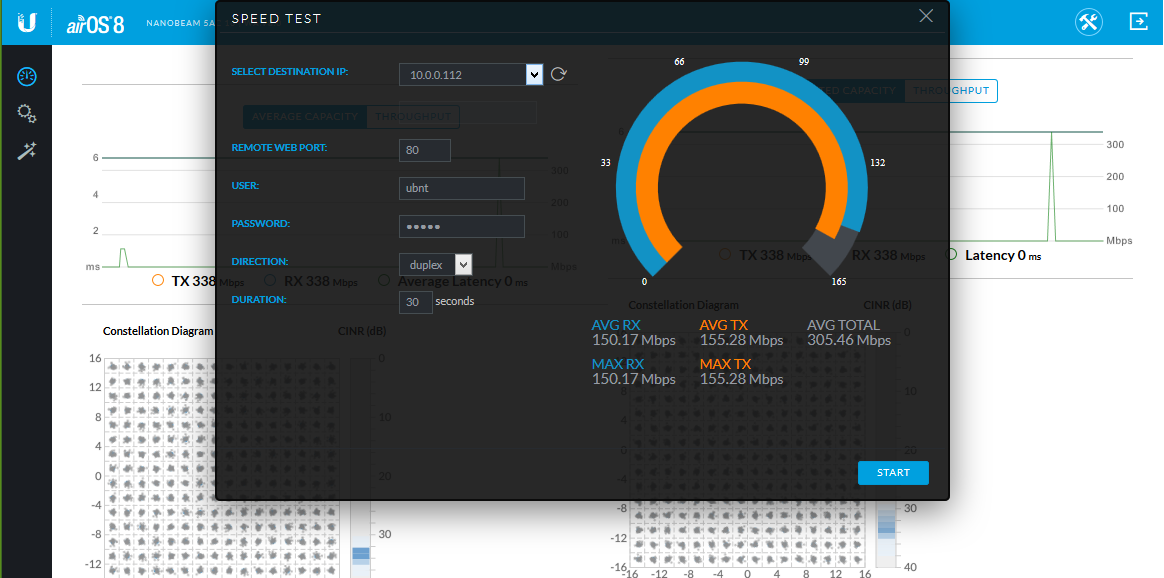 airOS 8 NANOBEAM 5A
SPEED TEST
SELECT DESTINATION IP: 10.0.0.112
AVERAGE CAPACITY THROUGHPUT
REMOTE WEB PORT: 80
USER: ubnt
PASSWORD: •••••
DIRECTION: duplex
DURATION: 30 seconds
66 99
33 132
0 165
AVG RX AVG TX AVG TOTAL
150.17 Mbps 155.28 Mbps 305.46 Mbps
MAX RX MAX TX
150.17 Mbps 155.28 Mbps
START
6
4
2
ms
300
200
100
Mbps
TX 338 Mbps RX 338 Mbps Average Latency 0 ms
CAPACITY THROUGHPUT
6
ms
300
200
100
Mbps
TX 338 Mbps RX 338 Mbps Latency 0 ms
Constellation Diagram CINR (dB)
16
12
8
4
0
-4
-8
-12
0
10
20
30
Constellation Diagram CINR (dB)
-8
-12
-16
-16 -12 -8 -4 0 4 8 12 16
0
10
20
30
40